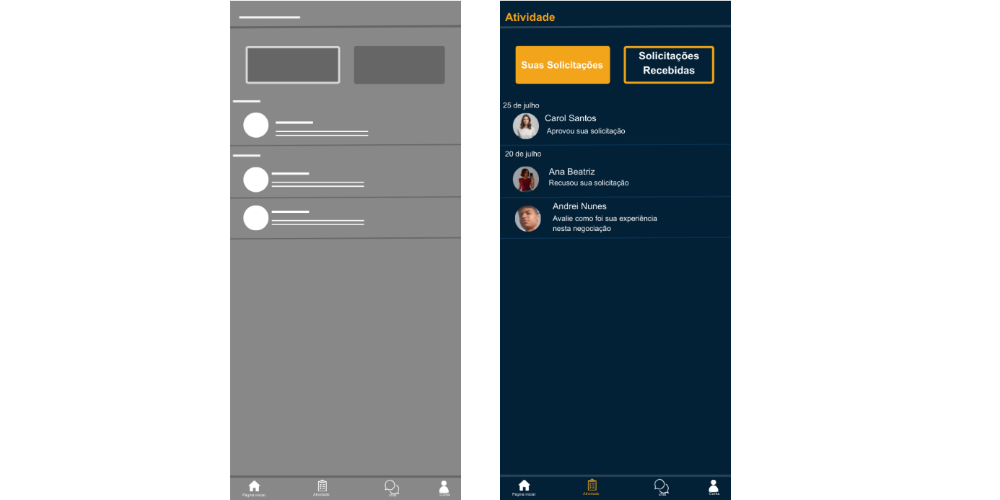 Atividade
Suas Solicitações
Solicitações
Recebidas
25 de julho
Carol Santos
Aprovou sua solicitação
20 de julho
Ana Beatriz
Recusou sua solicitação
Andrei Nunes
Avalie como foi sua experiência
nesta negociação
Página inicial
Atividade
Conta
Página inicial
Atividade
Conta